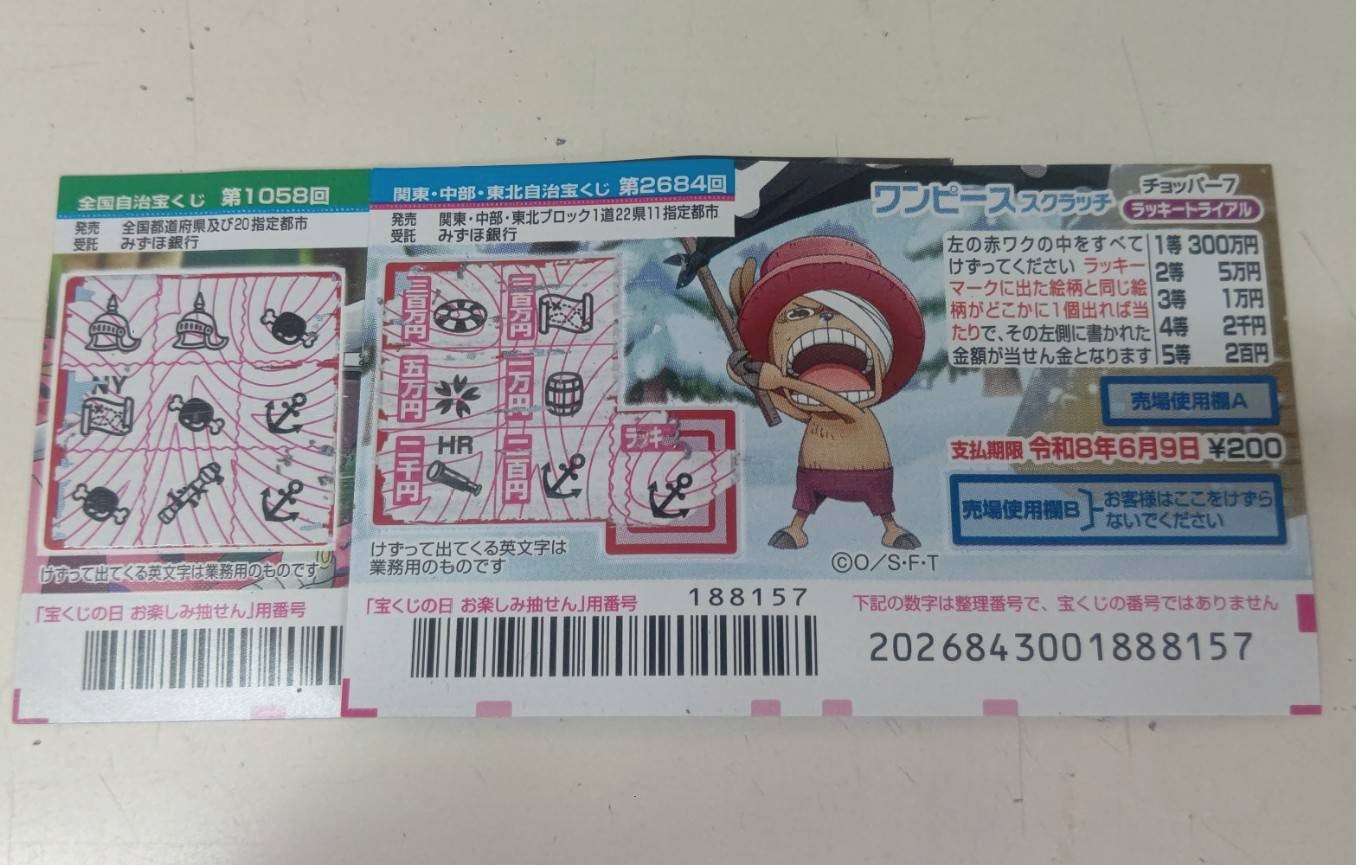 全国自治宝くじ 第1058回
発売 全国都道府県及び20指定都市
受託 みずほ銀行
NY
けずって出てくる英文字は業務用のものです
「宝くじの日 お楽しみ抽せん」用番号
関東・中部・東北自治宝くじ 第2684回
発売 関東・中部・東北ブロック1道22県11指定都市
受託 みずほ銀行
三百万円
一百万円
五万円
一万円
HR
二千円
二百円
ラッキー
けずって出てくる英文字は
業務用のものです
「宝くじの日 お楽しみ抽せん」用番号
188157
ワンピース スクラッチ
チョッパー7
ラッキートライアル
左の赤ワクの中をすべて
けずってください ラッキー
マークに出た絵柄と同じ絵
柄がどこかに1個出れば当
たりで、その左側に書かれた
金額が当せん金となります
1等 300万円
2等 5万円
3等 1万円
4等 2千円
5等 2百円
売場使用欄A
支払期限 令和8年6月9日 ¥200
売場使用欄B
お客様はここをけずら
ないでください
©O/S・F・T
下記の数字は整理番号で、宝くじの番号ではありません
2026843001888157